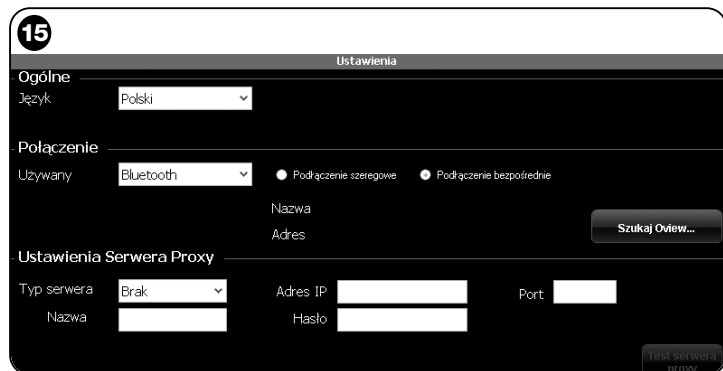 15
Ustawienia
Ogólne
Język Polski
Połączenie
Używany Bluetooth Podłączenie szeregowe Podłączenie bezpośrednie
Nazwa
Adres Szukaj Oview...
Ustawienia Serwera Proxy
Typ serwera Brak Adres IP Port
Nazwa Hasło
Test serwera
proxy